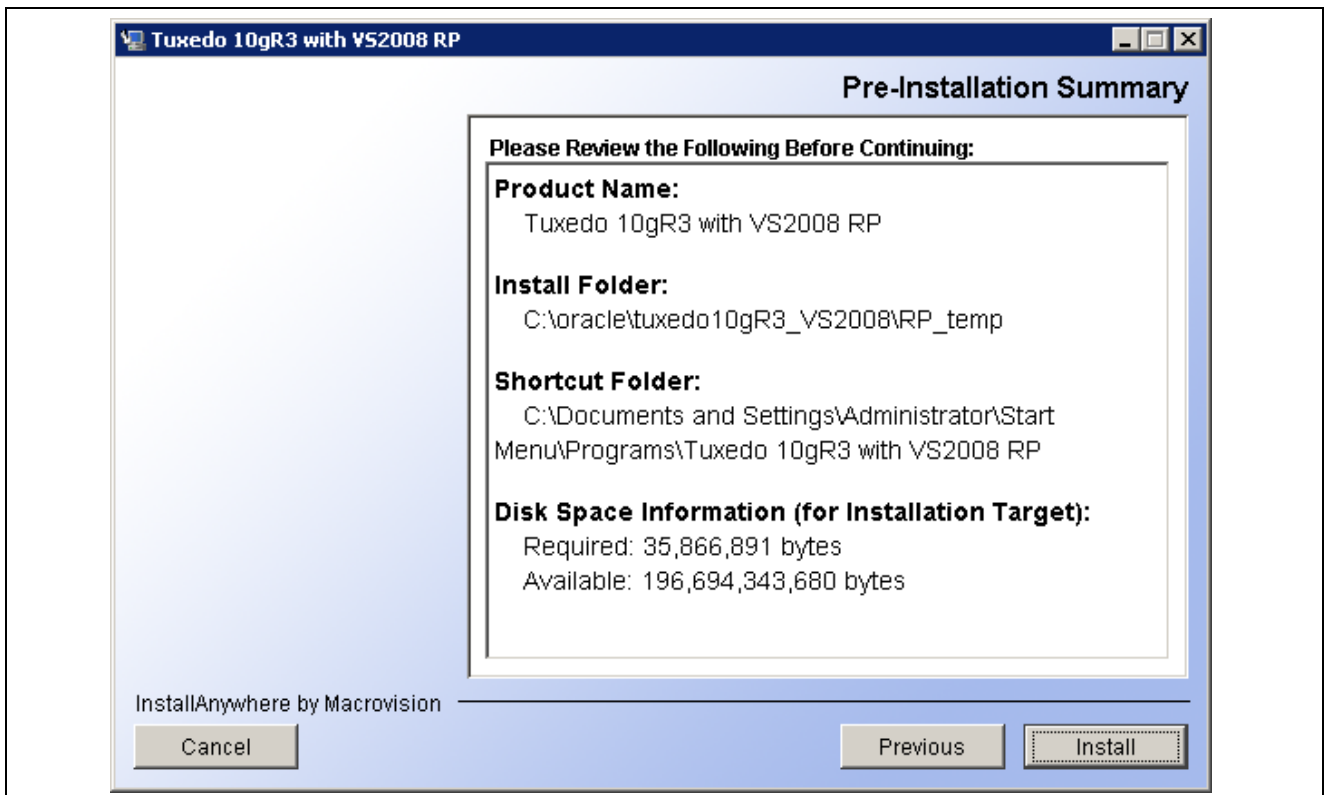 Tuxedo 10gR3 with VS2008 RP
Pre-Installation Summary
Please Review the Following Before Continuing:
Product Name:
Tuxedo 10gR3 with VS2008 RP
Install Folder:
C:\oracle\tuxedo10gR3_VS2008\RP_temp
Shortcut Folder:
C:\Documents and Settings\Administrator\Start
Menu\Programs\Tuxedo 10gR3 with VS2008 RP
Disk Space Information (for Installation Target):
Required: 35,866,891 bytes
Available: 196,694,343,680 bytes
InstallAnywhere by Macrovision
Cancel
Previous
Install